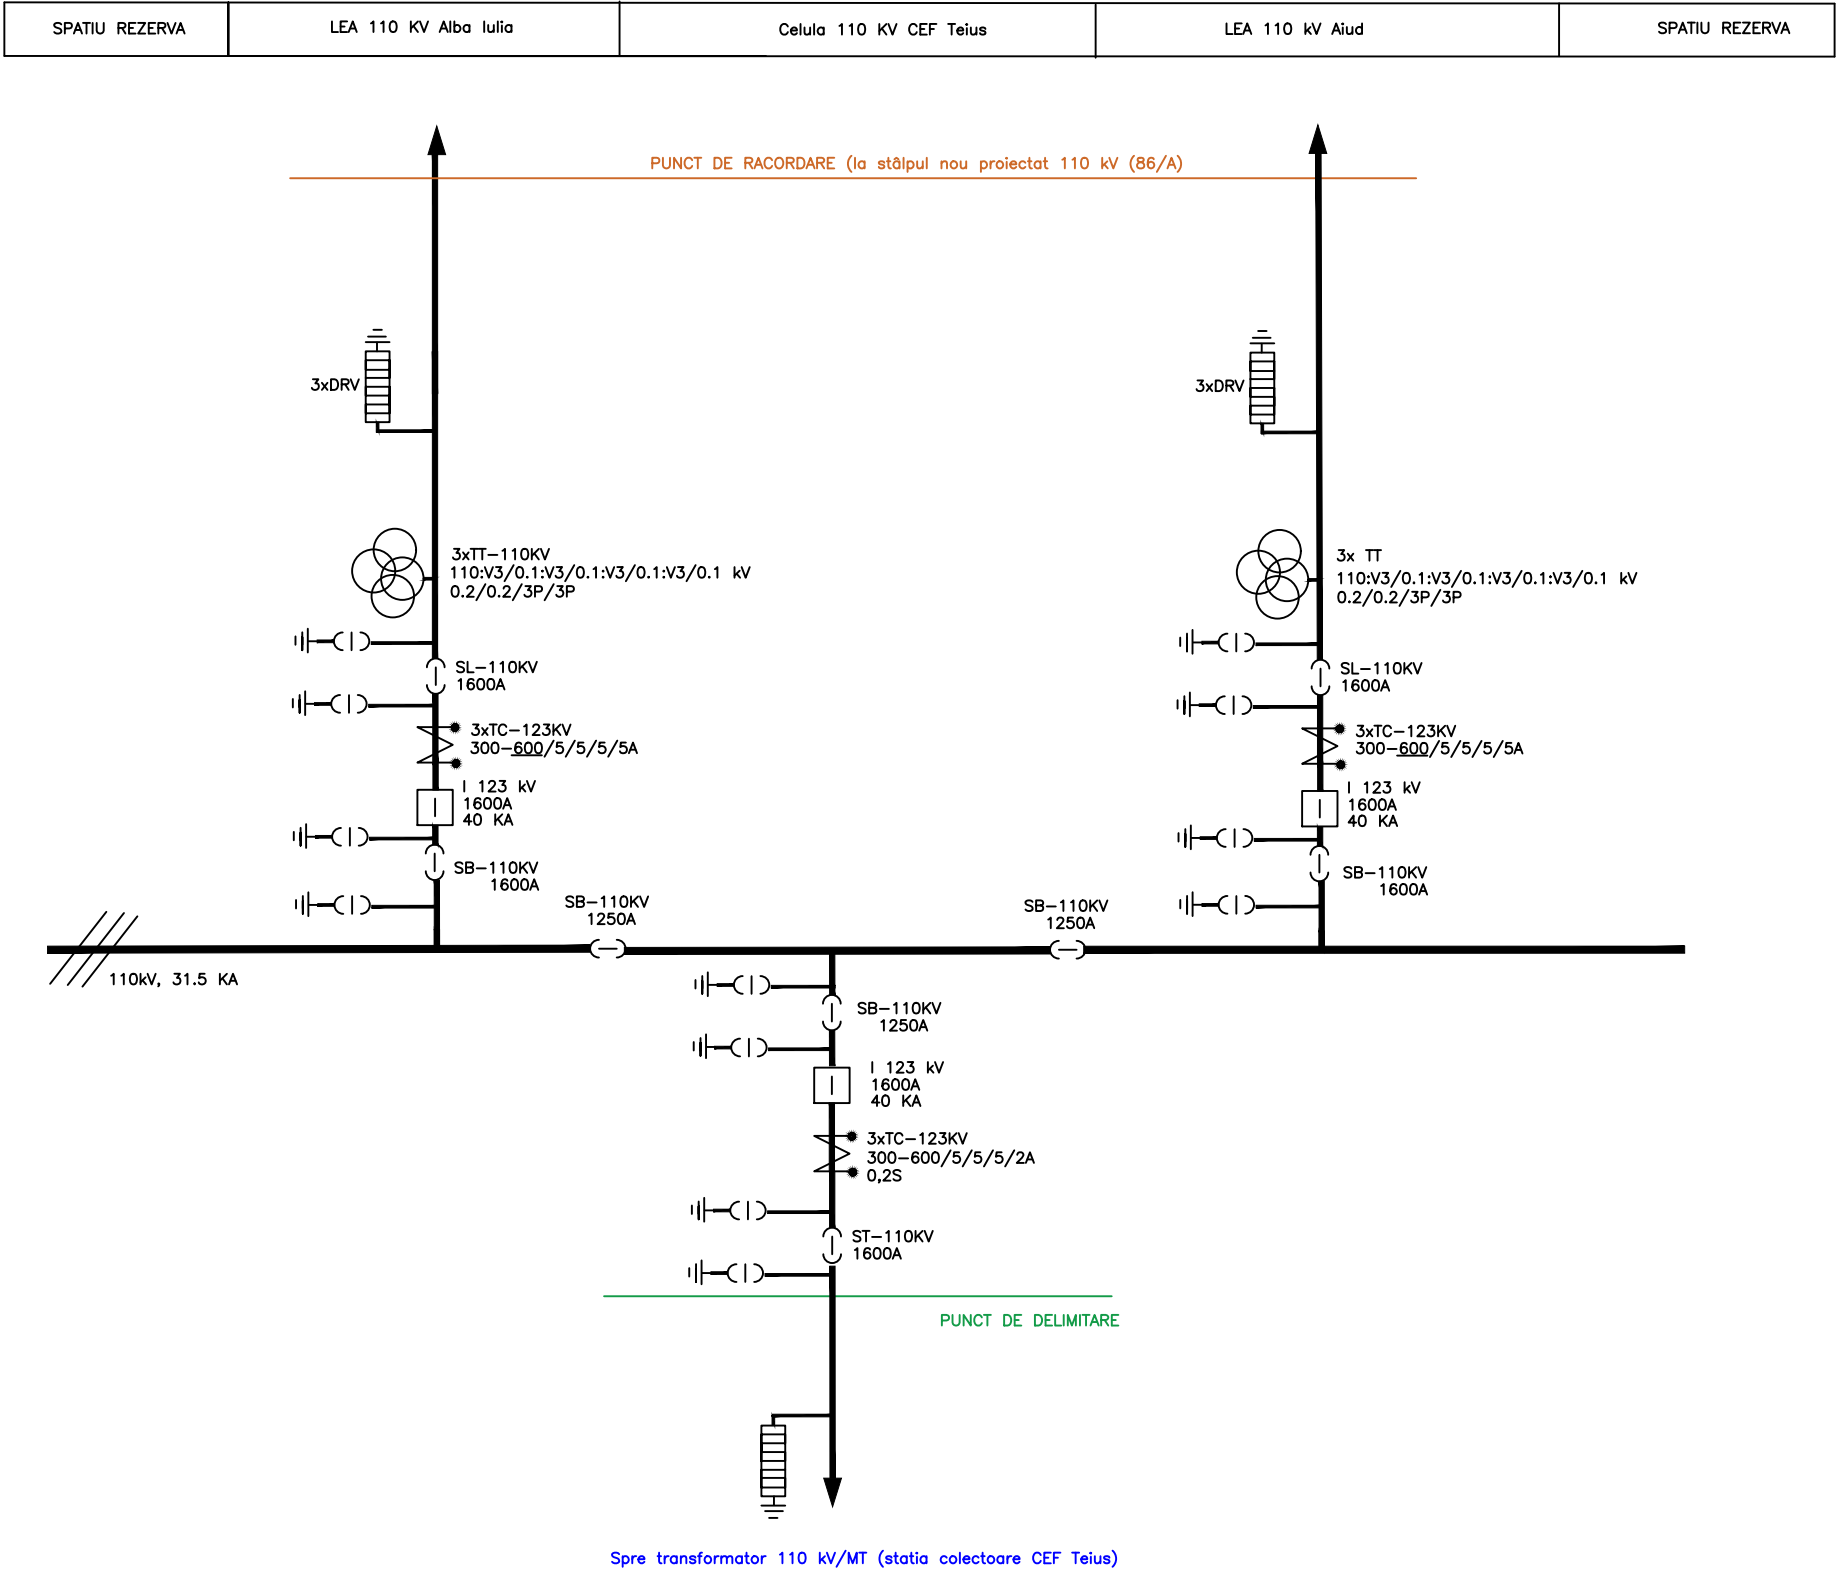 SPATIU REZERVA
LEA 110 KV Alba Iulia
Celula 110 KV CEF Teius
LEA 110 kV Aiud
SPATIU REZERVA
PUNCT DE RACORDARE (la stâlpul nou proiectat 110 kV (86/A)
3xDRV
3xDRV
3xTT-110KV
110:V3/0.1:V3/0.1:V3/0.1:V3/0.1 kV
0.2/0.2/3P/3P
3x TT
110:V3/0.1:V3/0.1:V3/0.1:V3/0.1 kV
0.2/0.2/3P/3P
SL-110KV
1600A
SL-110KV
1600A
3xTC-123KV
300-600/5/5/5/5A
3xTC-123KV
300-600/5/5/5/5A
I 123 kV
1600A
40 KA
I 123 kV
1600A
40 KA
SB-110KV
1600A
SB-110KV
1600A
SB-110KV
1250A
SB-110KV
1250A
110kV, 31.5 KA
SB-110KV
1250A
I 123 kV
1600A
40 KA
3xTC-123KV
300-600/5/5/5/2A
0,2S
ST-110KV
1600A
PUNCT DE DELIMITARE
Spre transformator 110 kV/MT (statia colectoare CEF Teius)